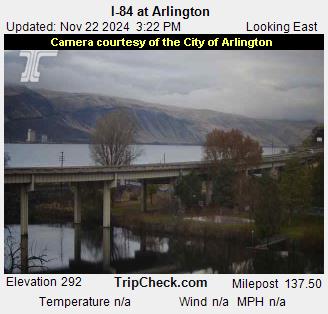 I-84 at Arlington
Updated: Nov 22 2024 3:22 PM Looking East
Camera courtesy of the City of Arlington
Elevation 292 TripCheck.com Milepost 137.50
Temperature n/a Wind n/a MPH n/a